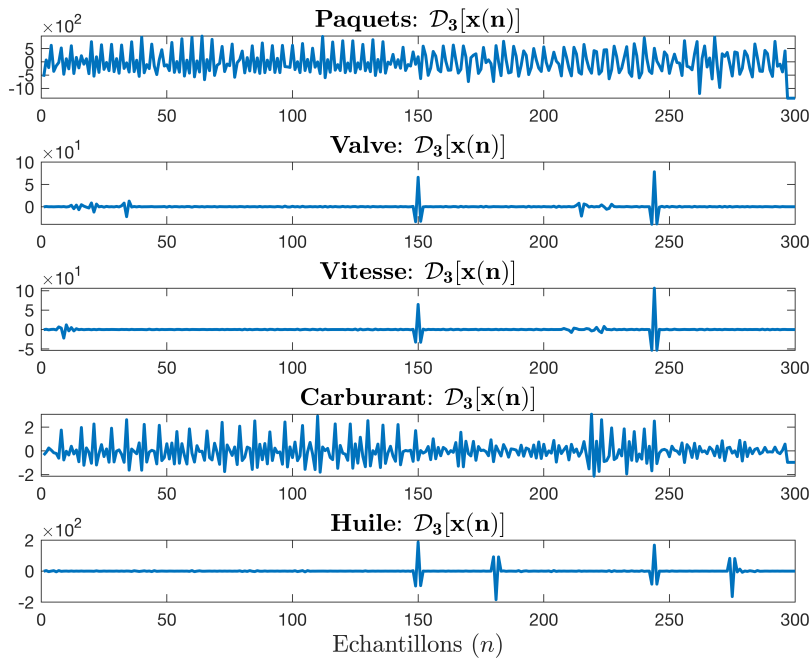 Paquets: 𝒟₃[x(n)]
×10²
5
0
-5
-10
0 50 100 150 200 250 300
Valve: 𝒟₃[x(n)]
×10¹
10
5
0
0 50 100 150 200 250 300
Vitesse: 𝒟₃[x(n)]
×10¹
10
5
0
-5
0 50 100 150 200 250 300
Carburant: 𝒟₃[x(n)]
2
0
-2
0 50 100 150 200 250 300
Huile: 𝒟₃[x(n)]
×10²
2
0
-2
0 50 100 150 200 250 300
Echantillons (n)